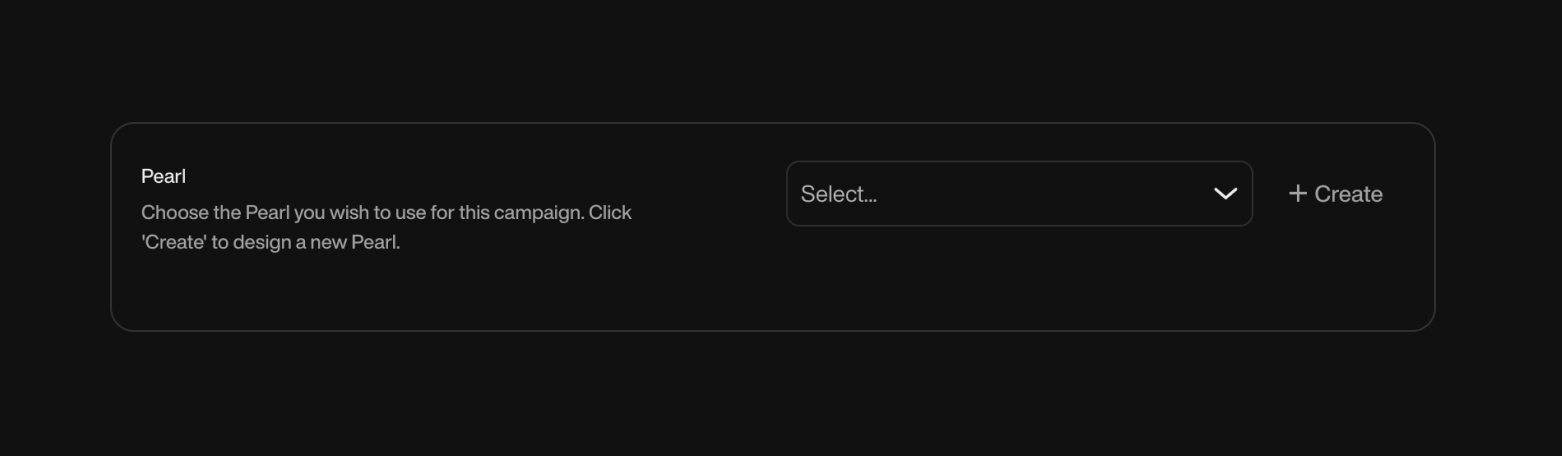 Pearl
Choose the Pearl you wish to use for this campaign. Click
'Create' to design a new Pearl.
Select...
+ Create